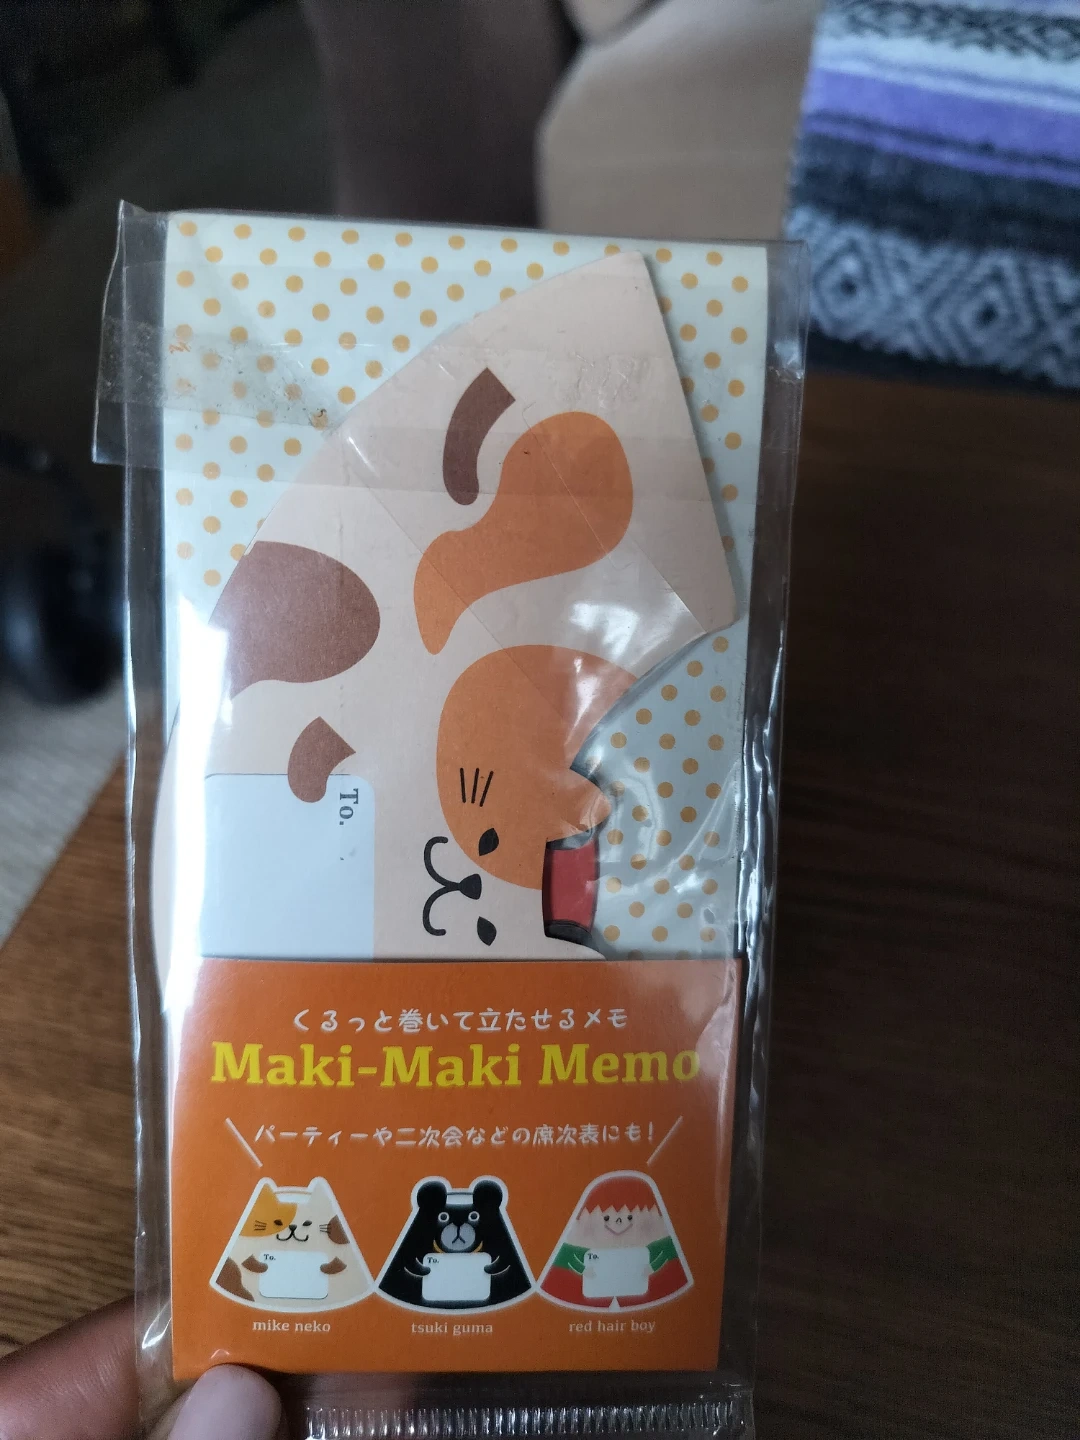 To.
くるっと巻いて立たせるメモ
Maki-Maki Memo
パーティーや二次会などの席次表にも!
To.
To.
To.
mike neko
tsuki guma
red hair boy